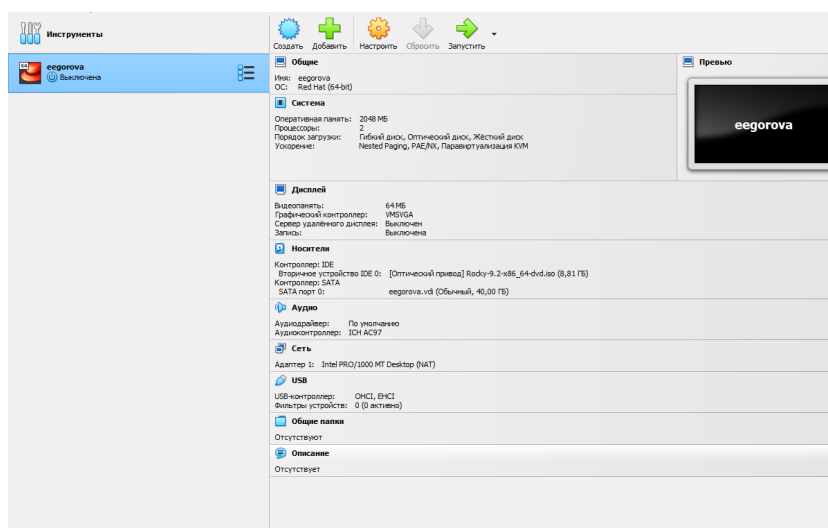 Инструменты
Создать Добавить Настроить Сбросить Запустить
64
eegorova
Выключена
Общие
Имя: eegorova
ОС: Red Hat (64-bit)
Превью
eegorova
Система
Оперативная память: 2048 МБ
Процессоры: 2
Порядок загрузки: Гибкий диск, Оптический диск, Жёсткий диск
Ускорение: Nested Paging, PAE/NX, Паравиртуализация KVM
Дисплей
Видеопамять: 64 МБ
Графический контроллер: VMSVGA
Сервер удалённого дисплея: Выключен
Запись: Выключена
Носители
Контроллер: IDE
Вторичное устройство IDE 0: [Оптический привод] Rocky-9.2-x86_64-dvd.iso (8,81 ГБ)
Контроллер: SATA
SATA порт 0: eegorova.vdi (Обычный, 40,00 ГБ)
Аудио
Аудиодрайвер: По умолчанию
Аудиоконтроллер: ICH AC97
Сеть
Адаптер 1: Intel PRO/1000 MT Desktop (NAT)
USB
USB-контроллер: OHCI, EHCI
Фильтры устройств: 0 (0 активно)
Общие папки
Отсутствуют
Описание
Отсутствует